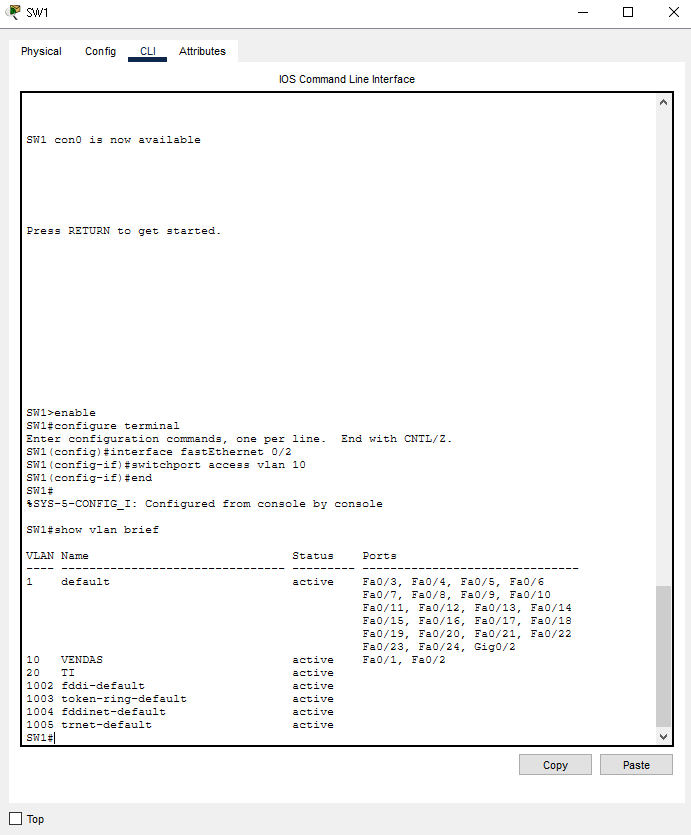 SW1
Physical Config CLI Attributes
IOS Command Line Interface
SW1 con0 is now available
Press RETURN to get started.
SW1>enable
SW1#configure terminal
Enter configuration commands, one per line.  End with CNTL/Z.
SW1(config)#interface fastEthernet 0/2
SW1(config-if)#switchport access vlan 10
SW1(config-if)#end
SW1#
%SYS-5-CONFIG_I: Configured from console by console
SW1#show vlan brief
VLAN Name                             Status    Ports
---- -------------------------------- --------- -------------------------------
1    default                          active    Fa0/3, Fa0/4, Fa0/5, Fa0/6
                                                Fa0/7, Fa0/8, Fa0/9, Fa0/10
                                                Fa0/11, Fa0/12, Fa0/13, Fa0/14
                                                Fa0/15, Fa0/16, Fa0/17, Fa0/18
                                                Fa0/19, Fa0/20, Fa0/21, Fa0/22
                                                Fa0/23, Fa0/24, Gig0/2
10   VENDAS                           active    Fa0/1, Fa0/2
20   TI                               active
1002 fddi-default                     active
1003 token-ring-default               active
1004 fddinet-default                  active
1005 trnet-default                    active
SW1#
Copy Paste
Top